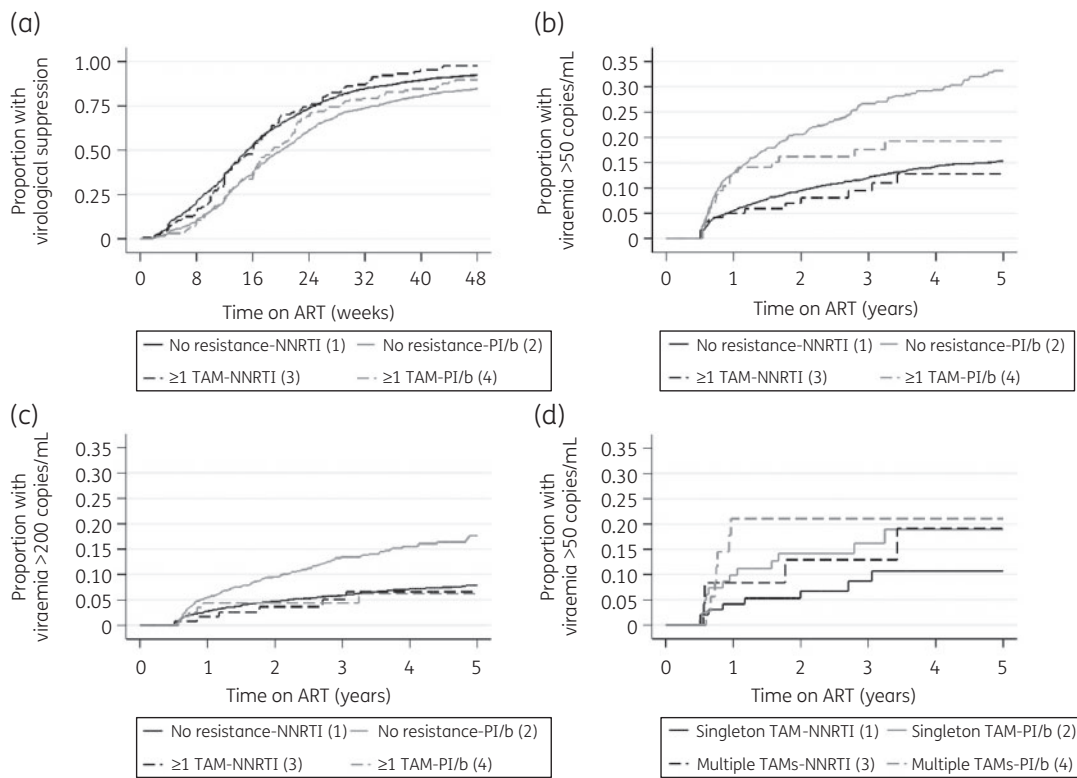 (a)
Proportion with
virological suppression
1.00
0.75
0.50
0.25
0
0 8 16 24 32 40 48
Time on ART (weeks)
No resistance-NNRTI (1) No resistance-PI/b (2)
≥1 TAM-NNRTI (3) ≥1 TAM-PI/b (4)
(b)
Proportion with
viraemia >50 copies/mL
0.35
0.30
0.25
0.20
0.15
0.10
0.05
0
0 1 2 3 4 5
Time on ART (years)
No resistance-NNRTI (1) No resistance-PI/b (2)
≥1 TAM-NNRTI (3) ≥1 TAM-PI/b (4)
(c)
Proportion with
viraemia >200 copies/mL
0.35
0.30
0.25
0.20
0.15
0.10
0.05
0
0 1 2 3 4 5
Time on ART (years)
No resistance-NNRTI (1) No resistance-PI/b (2)
≥1 TAM-NNRTI (3) ≥1 TAM-PI/b (4)
(d)
Proportion with
viraemia >50 copies/mL
0.35
0.30
0.25
0.20
0.15
0.10
0.05
0
0 1 2 3 4 5
Time on ART (years)
Singleton TAM-NNRTI (1) Singleton TAM-PI/b (2)
Multiple TAMs-NNRTI (3) Multiple TAMs-PI/b (4)